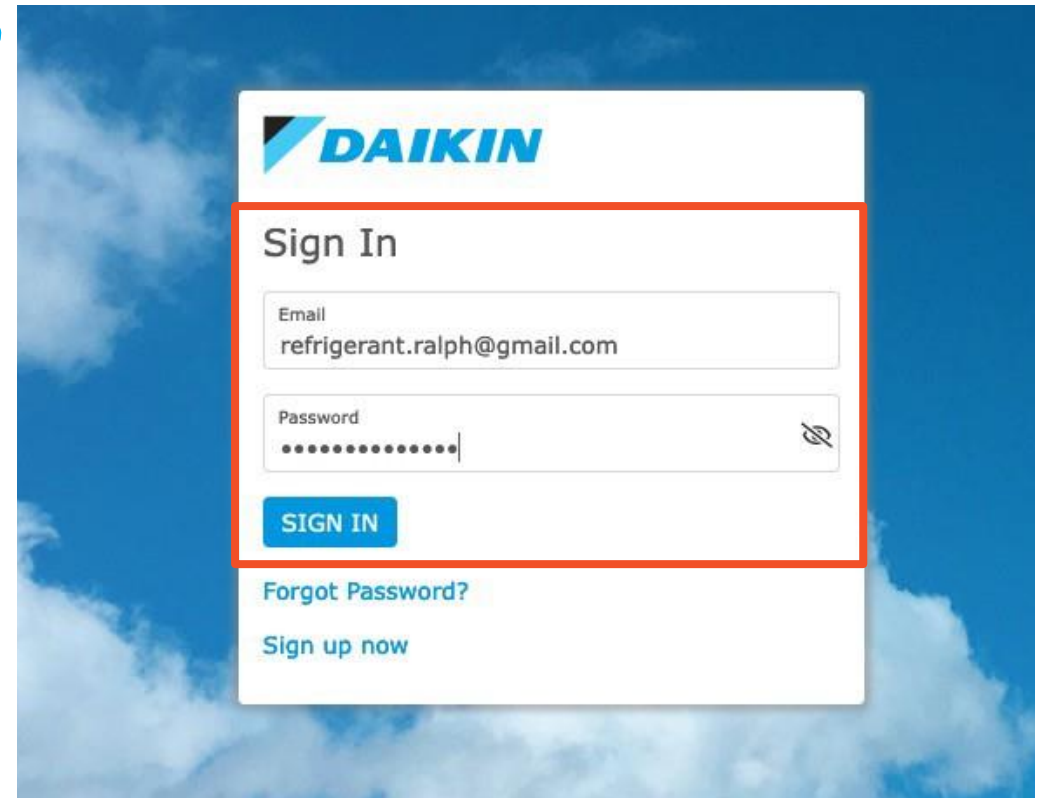 DAIKIN
Sign In
Email
refrigerant.ralph@gmail.com
Password
••••••••••••••
SIGN IN
Forgot Password?
Sign up now